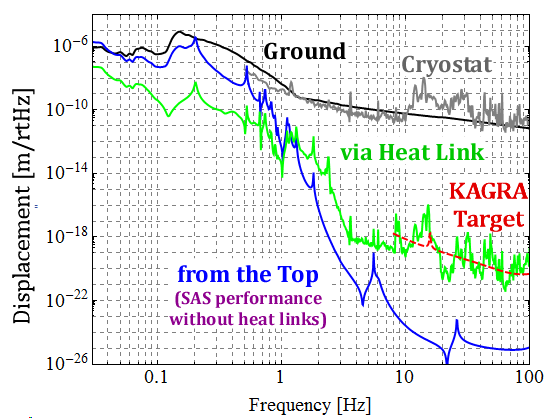 Displacement [m/rtHz]
10⁻⁶
10⁻¹⁰
10⁻¹⁴
10⁻¹⁸
10⁻²²
10⁻²⁶
Ground
Cryostat
via Heat Link
KAGRA
Target
from the Top
(SAS performance
without heat links)
0.1
1
10
100
Frequency [Hz]